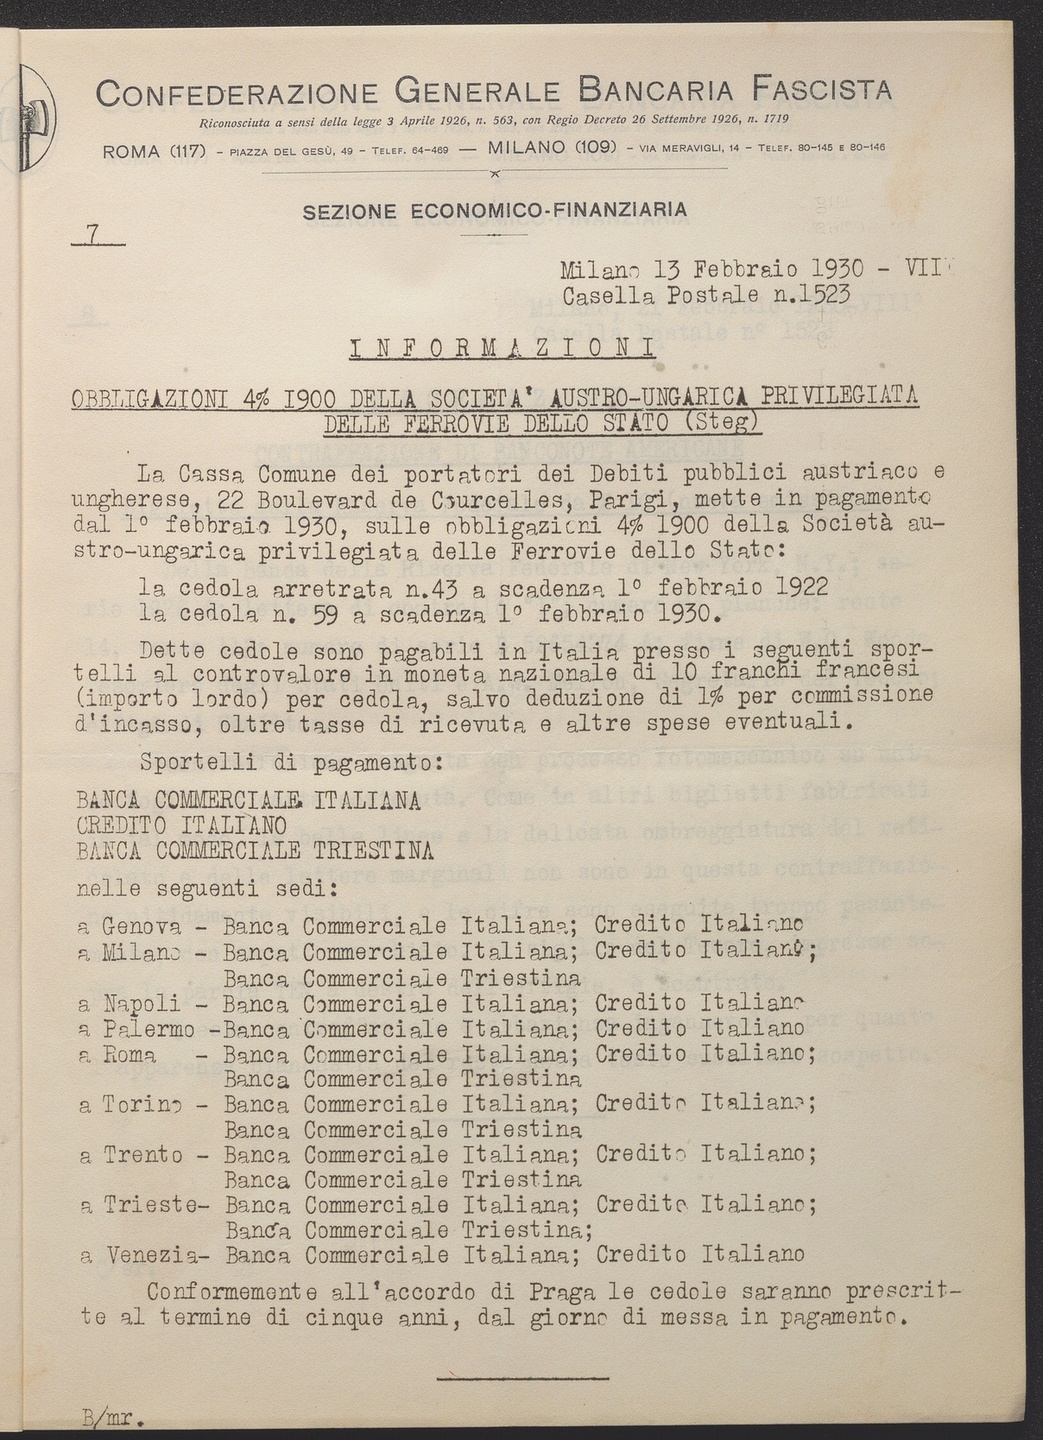 CONFEDERAZIONE GENERALE BANCARIA FASCISTA
Riconosciuta a sensi della legge 3 Aprile 1926, n. 563, con Regio Decreto 26 Settembre 1926, n. 1719
ROMA (117) - PIAZZA DEL GESÙ, 49 - TELEF. 64-469 — MILANO (109) - VIA MERAVIGLI, 14 - TELEF. 80-145 E 80-146
SEZIONE ECONOMICO-FINANZIARIA
7
Milano 13 Febbraio 1930 - VII
Casella Postale n.1523
INFORMAZIONI
OBBLIGAZIONI 4% 1900 DELLA SOCIETA' AUSTRO-UNGARICA PRIVILEGIATA
DELLE FERROVIE DELLO STATO (Steg)
La Cassa Comune dei portatori dei Debiti pubblici austriaco e
ungherese, 22 Boulevard de Courcelles, Parigi, mette in pagamento
dal 1º febbraio 1930, sulle obbligazioni 4% 1900 della Società au-
stro-ungarica privilegiata delle Ferrovie dello Stato:
la cedola arretrata n.43 a scadenza 1º febbraio 1922
la cedola n. 59 a scadenza 1º febbraio 1930.
Dette cedole sono pagabili in Italia presso i seguenti spor-
telli al controvalore in moneta nazionale di 10 franchi francesi
(importo lordo) per cedola, salvo deduzione di 1% per commissione
d'incasso, oltre tasse di ricevuta e altre spese eventuali.
Sportelli di pagamento:
BANCA COMMERCIALE ITALIANA
CREDITO ITALIANO
BANCA COMMERCIALE TRIESTINA
nelle seguenti sedi:
a Genova - Banca Commerciale Italiana; Credito Italiano
a Milano - Banca Commerciale Italiana; Credito Italiano;
Banca Commerciale Triestina
a Napoli - Banca Commerciale Italiana; Credito Italiano
a Palermo -Banca Commerciale Italiana; Credito Italiano
a Roma - Banca Commerciale Italiana; Credito Italiano;
Banca Commerciale Triestina
a Torino - Banca Commerciale Italiana; Credito Italiano;
Banca Commerciale Triestina
a Trento - Banca Commerciale Italiana; Credito Italiano;
Banca Commerciale Triestina
a Trieste- Banca Commerciale Italiana; Credito Italiano;
Banca Commerciale Triestina;
a Venezia- Banca Commerciale Italiana; Credito Italiano
Conformemente all'accordo di Praga le cedole saranno prescrit-
te al termine di cinque anni, dal giorno di messa in pagamento.
B/mr.